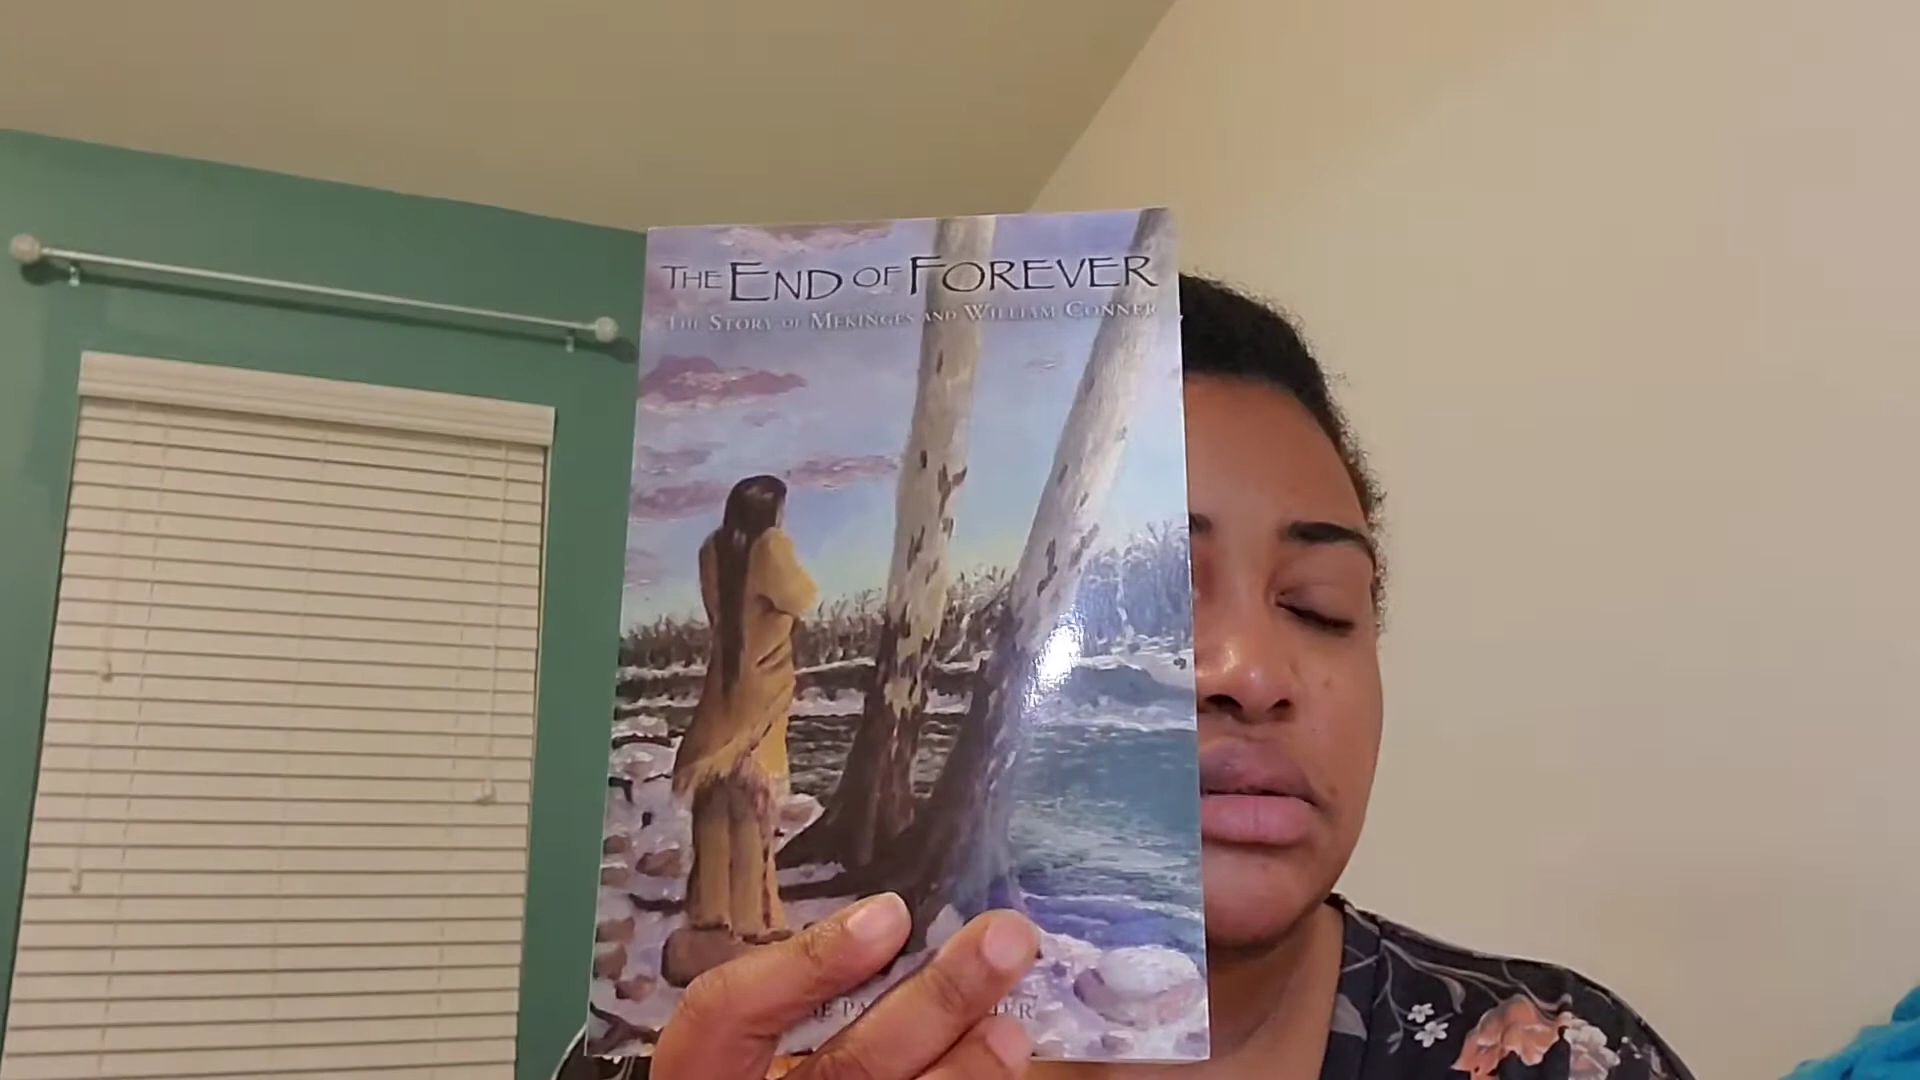 THE END OF FOREVER
THE STORY OF MEKINGES AND WILLIAM CONNER